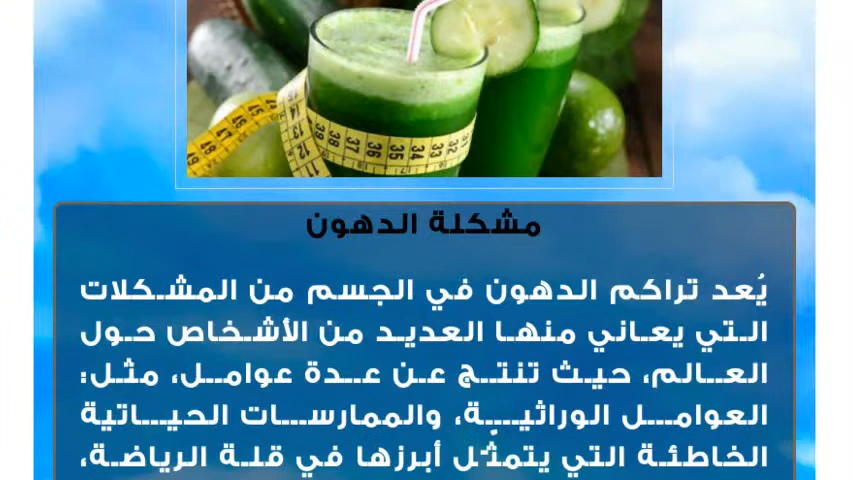 مشكلة الدهون
يُعد تراكم الدهون في الجسم من المشكلات
التي يعاني منها العديد من الأشخاص حول
العالم، حيث تنتج عن عدة عوامل، مثل:
العوامل الوراثية، والممارسات الحياتية
الخاطئة التي يتمثّل أبرزها في قلة الرياضة،